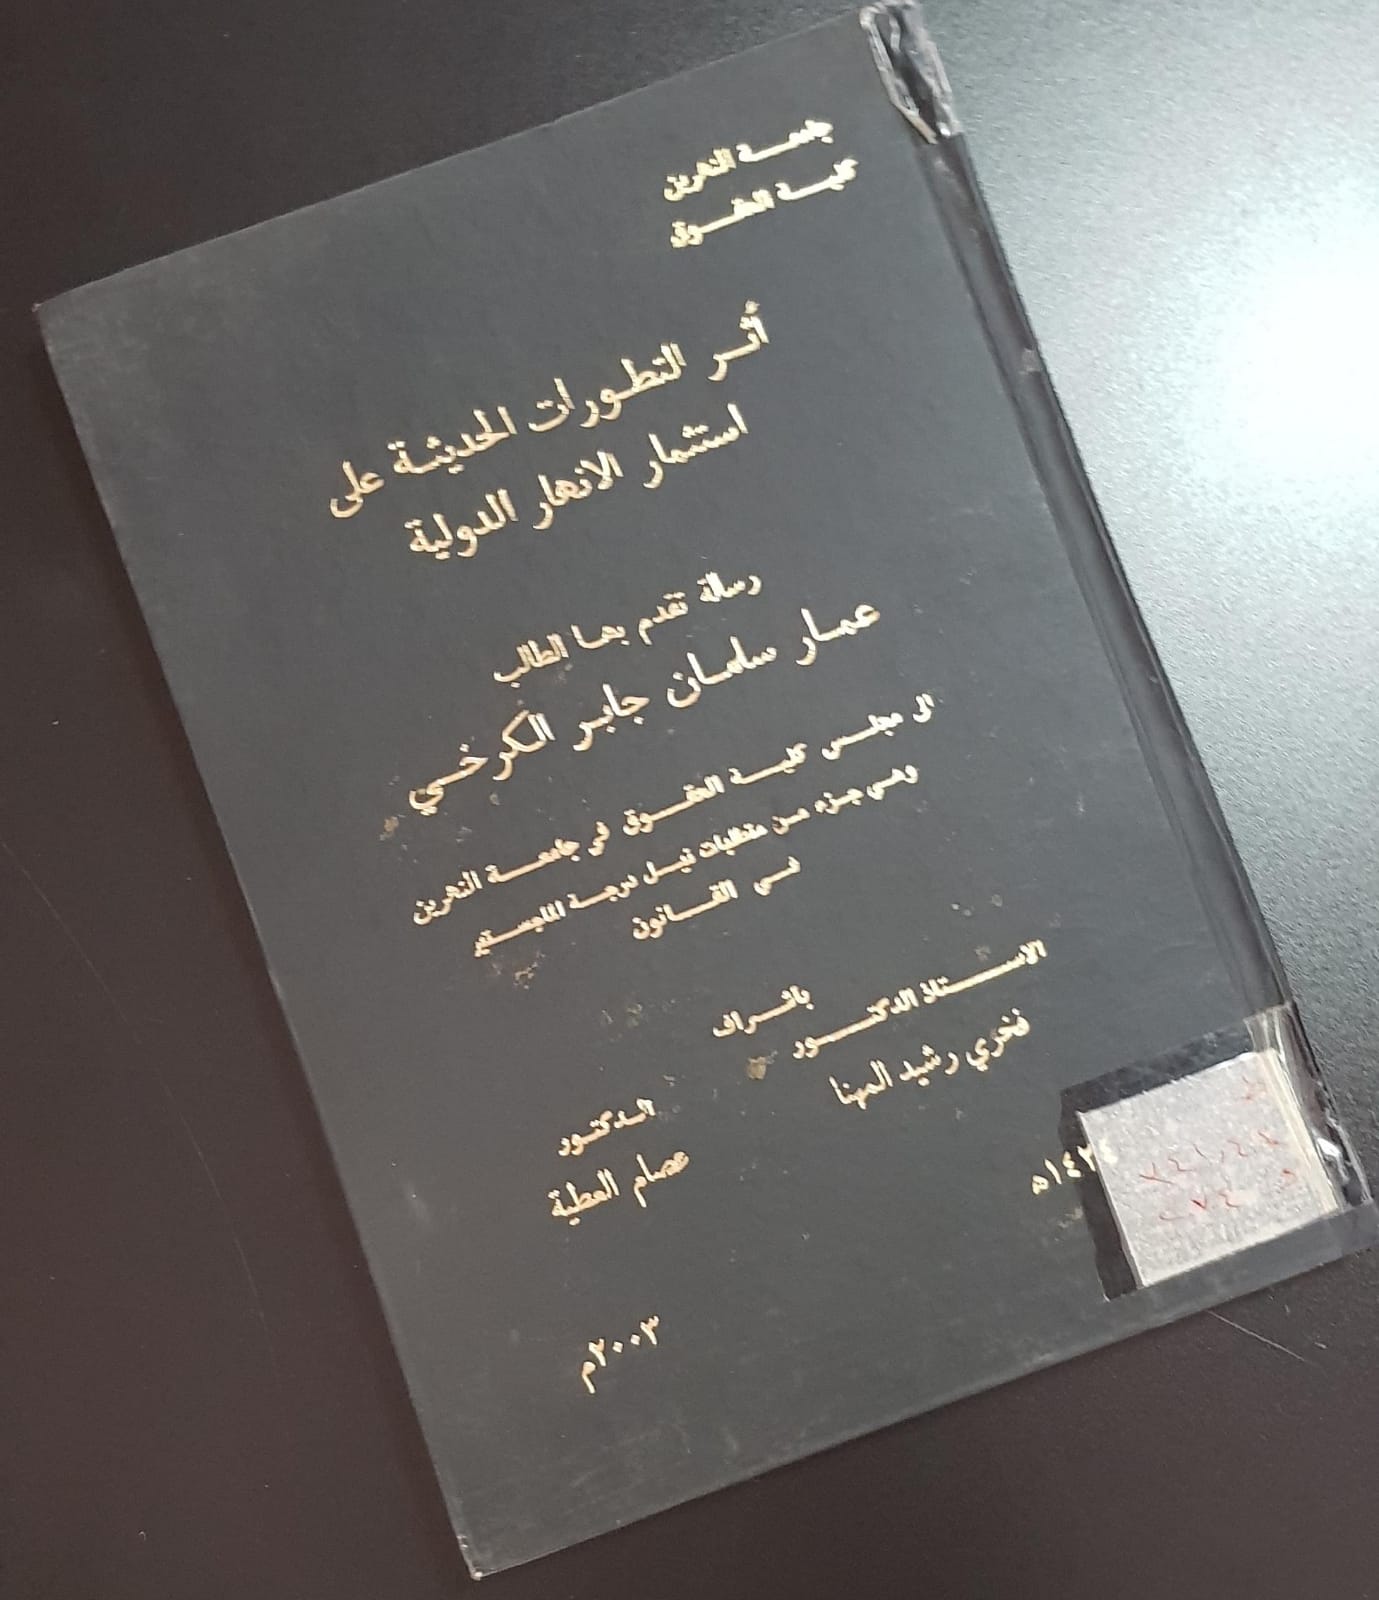 جامعة النهرين
كلية الحقوق
أثر التطورات الحديثة على
استثمار الانهار الدولية
رسالة تقدم بها الطالب
عمار سلمان جابر الكرخي
الى مجلس كلية الحقوق في جامعة النهرين
وهي جزء من متطلبات نيل درجة الماجستير
في القانون
باشراف
الاستاذ الدكتور
فخري رشيد المهنا
الدكتور
عصام العطية
١٤٢٤هـ
٢٠٠٣م